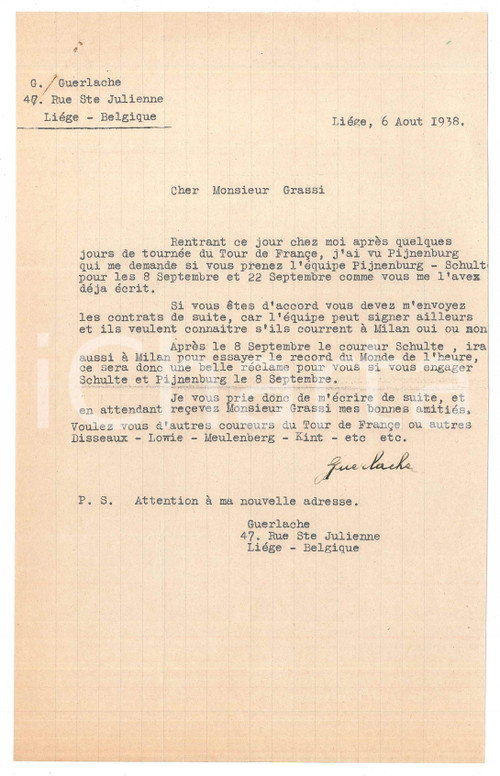 G. Guerlache
47. Rue Ste Julienne
Liége - Belgique
Liége, 6 Aout 1938.
Cher Monsieur Grassi
Rentrant ce jour chez moi après quelques
jours de tournée du Tour de France, j'ai vu Pijnenburg
qui me demande si vous prenez l'équipe Pijnenburg - Schult
pour les 8 Septembre et 22 Septembre comme vous me l'avex
déja écrit.
Si vous êtes d'accord vous devez m'envoyez
les contrats de suite, car l'équipe peut signer ailleurs
et ils veulent connaitre s'ils courrent à Milan oui ou non
Après le 8 Septembre le coureur Schulte , ira
aussi à Milan pour essayer le record du Monde de l'heure,
ce sera donc une belle réclame pour vous si vous engager
Schulte et Pijnenburg le 8 Septembre.
Je vous prie donc de m'écrire de suite, et
en attendant reçevez Monsieur Grassi mes bonnes amitiés.
Voulez vous d'autres coureurs du Tour de France ou autres
Disseaux - Lowie - Meulenberg - Kint - etc etc.
Guerlache
P. S. Attention à ma nouvelle adresse.
Guerlache
47. Rue Ste Julienne
Liége - Belgique